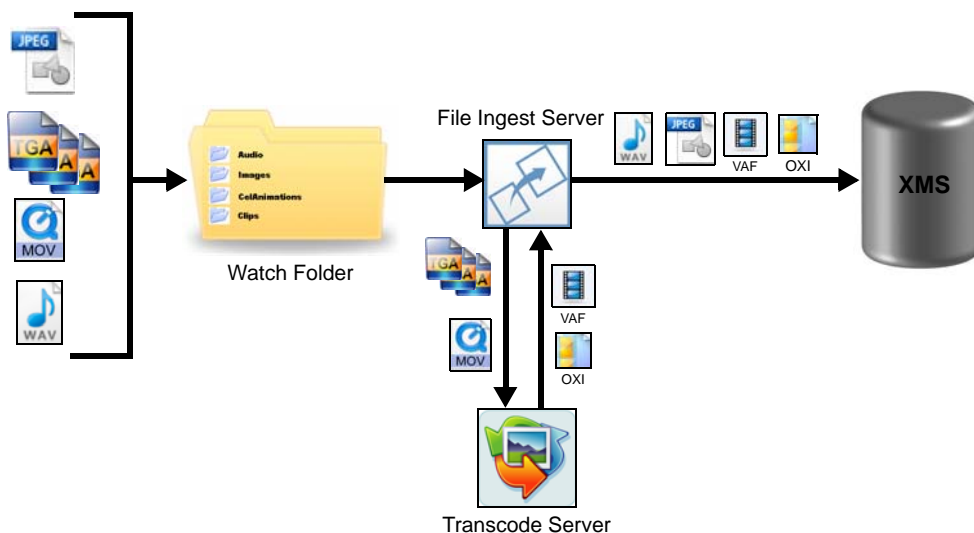 JPEG
TGA A A
MOV
WAV
Audio
Images
CelAnimations
Clips
Watch Folder
File Ingest Server
WAV
JPEG
VAF
OXI
XMS
TGA A A
MOV
VAF
OXI
Transcode Server